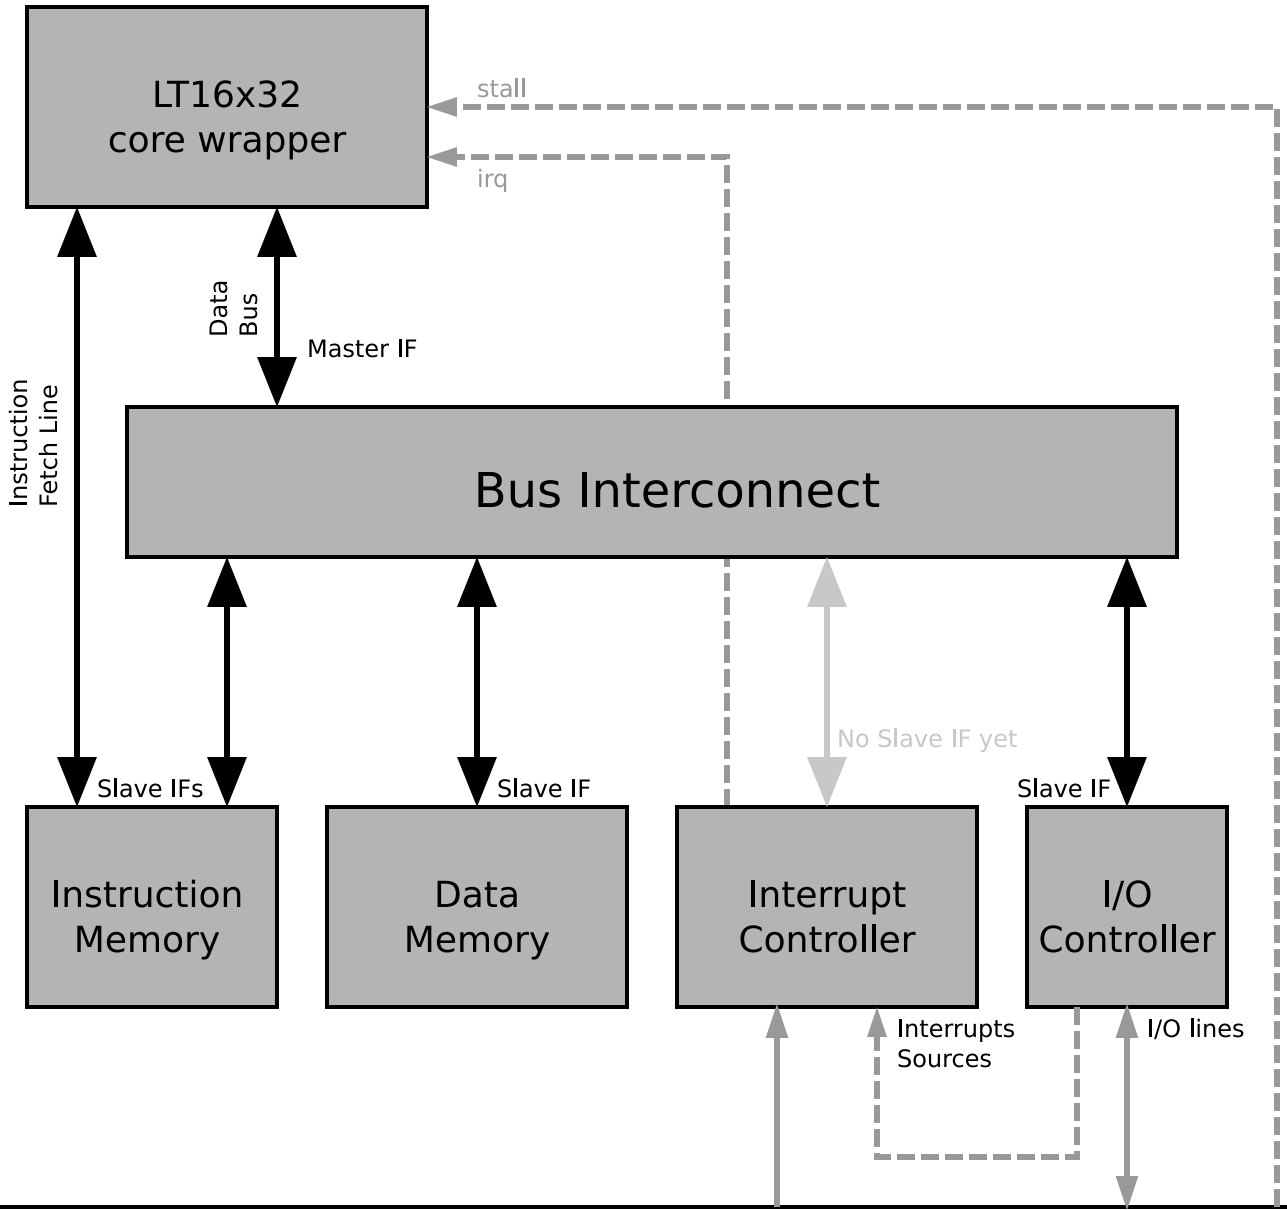 LT16x32
core wrapper
stall
irq
Data
Bus
Master IF
Instruction
Fetch Line
Bus Interconnect
No Slave IF yet
Slave IFs
Slave IF
Slave IF
Instruction
Memory
Data
Memory
Interrupt
Controller
I/O
Controller
Interrupts
Sources
I/O lines